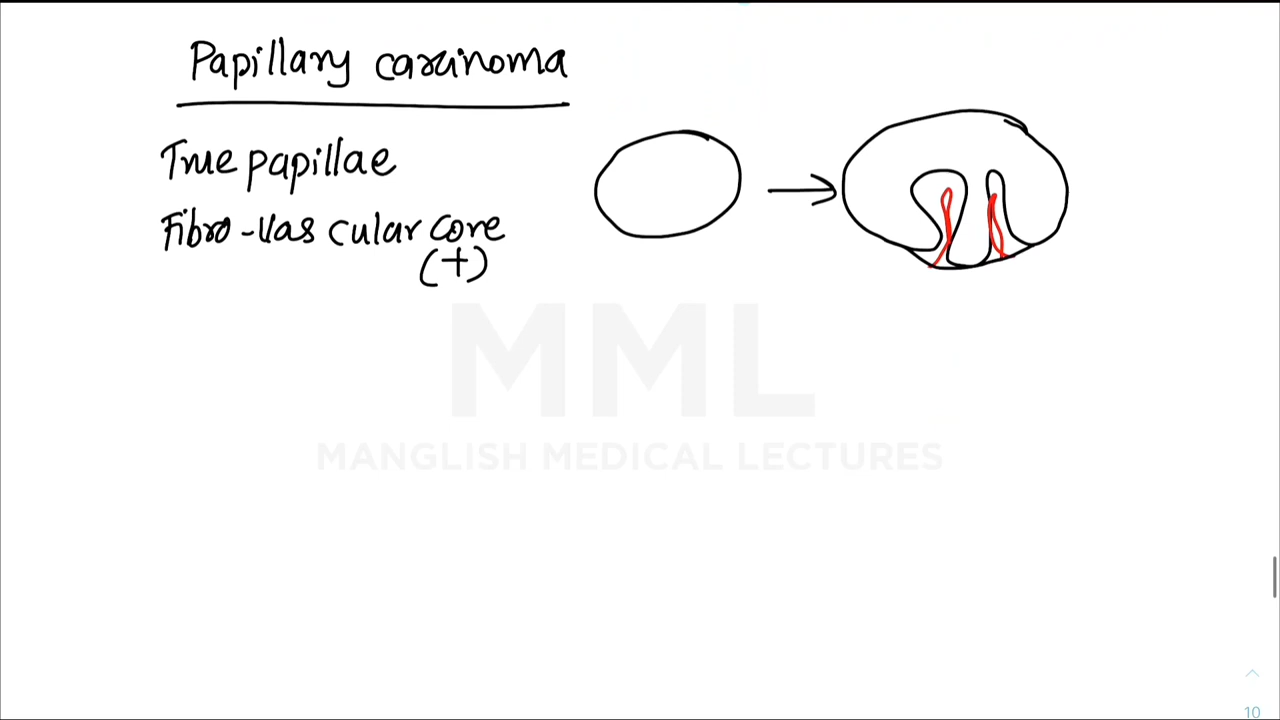 Papillary carcinoma
True papillae
Fibro-vascular core
(+)
MML
MANGLISH MEDICAL LECTURES
10